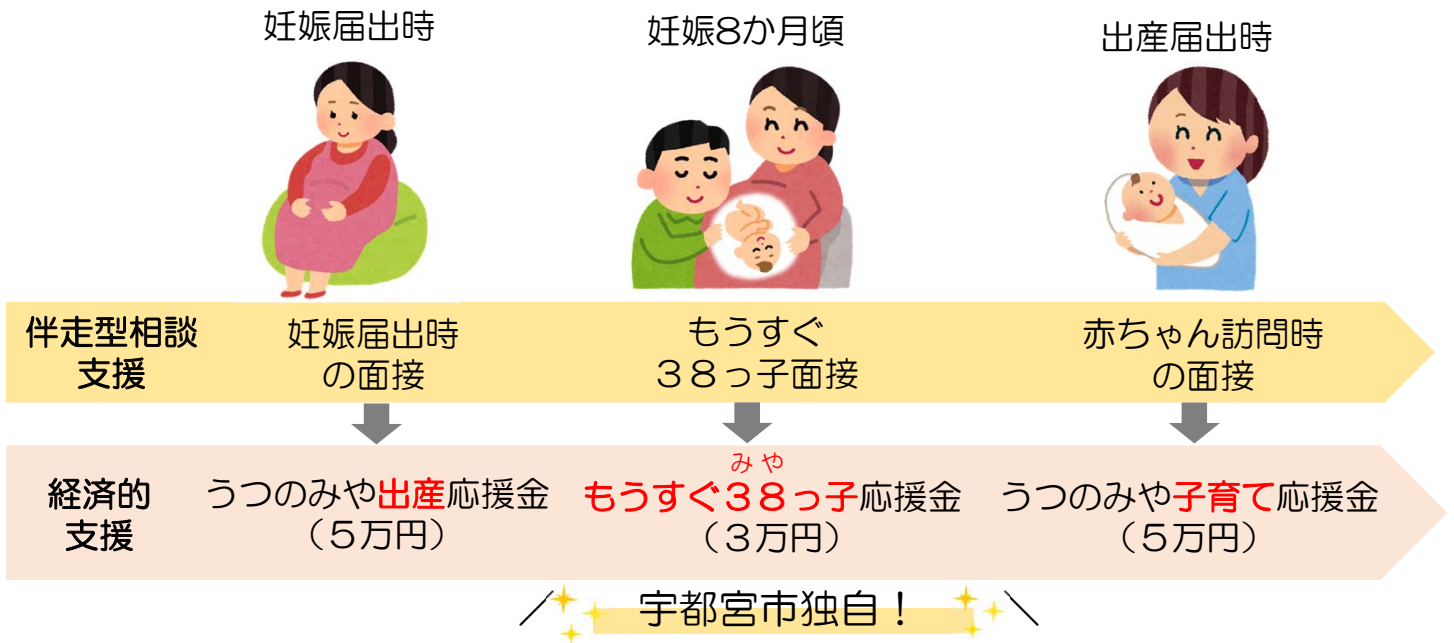 妊娠届出時
妊娠8か月頃
出産届出時
伴走型相談
支援
妊娠届出時
の面接
もうすぐ
３８っ子面接
赤ちゃん訪問時
の面接
経済的
支援
うつのみや出産応援金
（５万円）
みや
もうすぐ３８っ子応援金
（３万円）
うつのみや子育て応援金
（５万円）
宇都宮市独自！